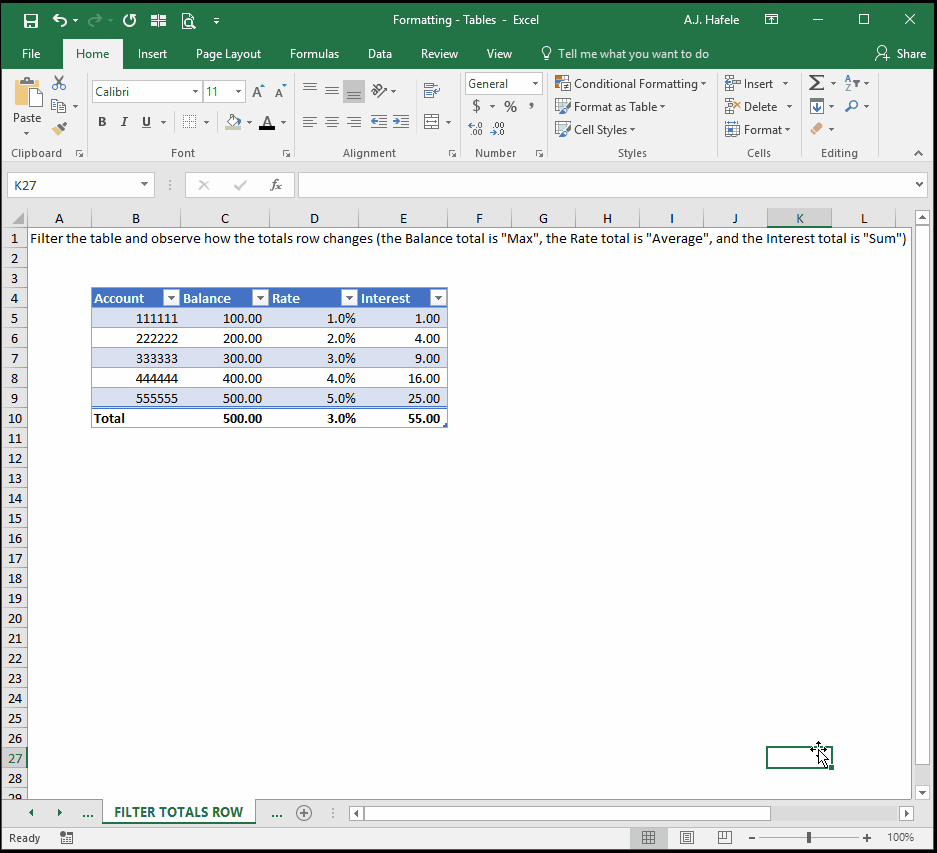 Formatting - Tables - Excel
A.J. Hafele
File Home Insert Page Layout Formulas Data Review View Tell me what you want to do Share
Paste
Calibri 11
General
$ % ,
B I U A
Conditional Formatting
Format as Table
Cell Styles
Insert
Delete
Format
Clipboard Font Alignment Number Styles Cells Editing
K27 fx
A B C D E F G H I J K L
1 Filter the table and observe how the totals row changes (the Balance total is "Max", the Rate total is "Average", and the Interest total is "Sum")
2
3
4 Account Balance Rate Interest
5 111111 100.00 1.0% 1.00
6 222222 200.00 2.0% 4.00
7 333333 300.00 3.0% 9.00
8 444444 400.00 4.0% 16.00
9 555555 500.00 5.0% 25.00
10 Total 500.00 3.0% 55.00
11
12
13
14
15
16
17
18
19
20
21
22
23
24
25
26
27
28
29
... FILTER TOTALS ROW ...
Ready 100%